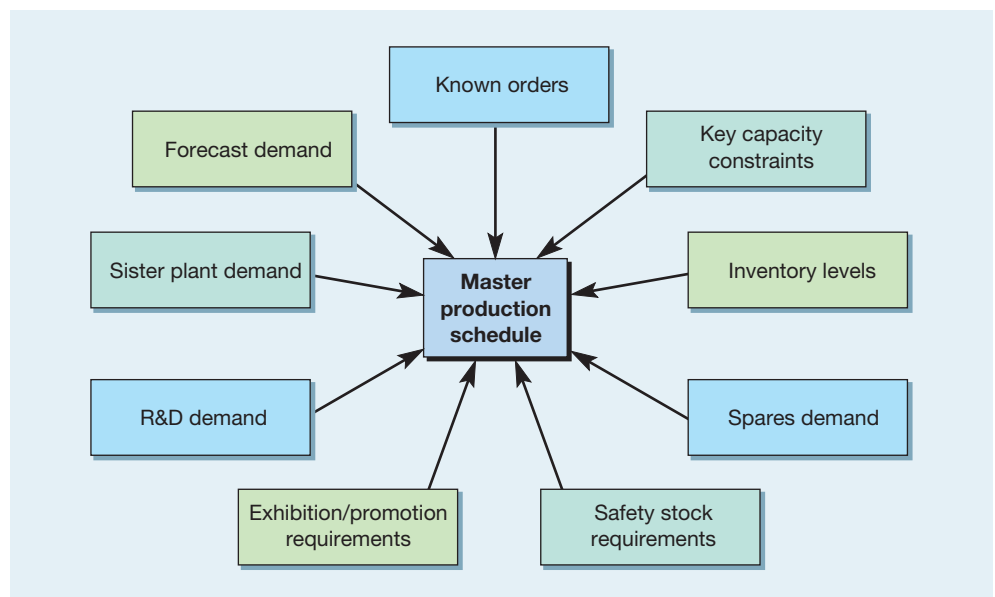 Known orders
Forecast demand
Key capacity
constraints
Sister plant demand
Master
production
schedule
Inventory levels
R&D demand
Spares demand
Exhibition/promotion
requirements
Safety stock
requirements